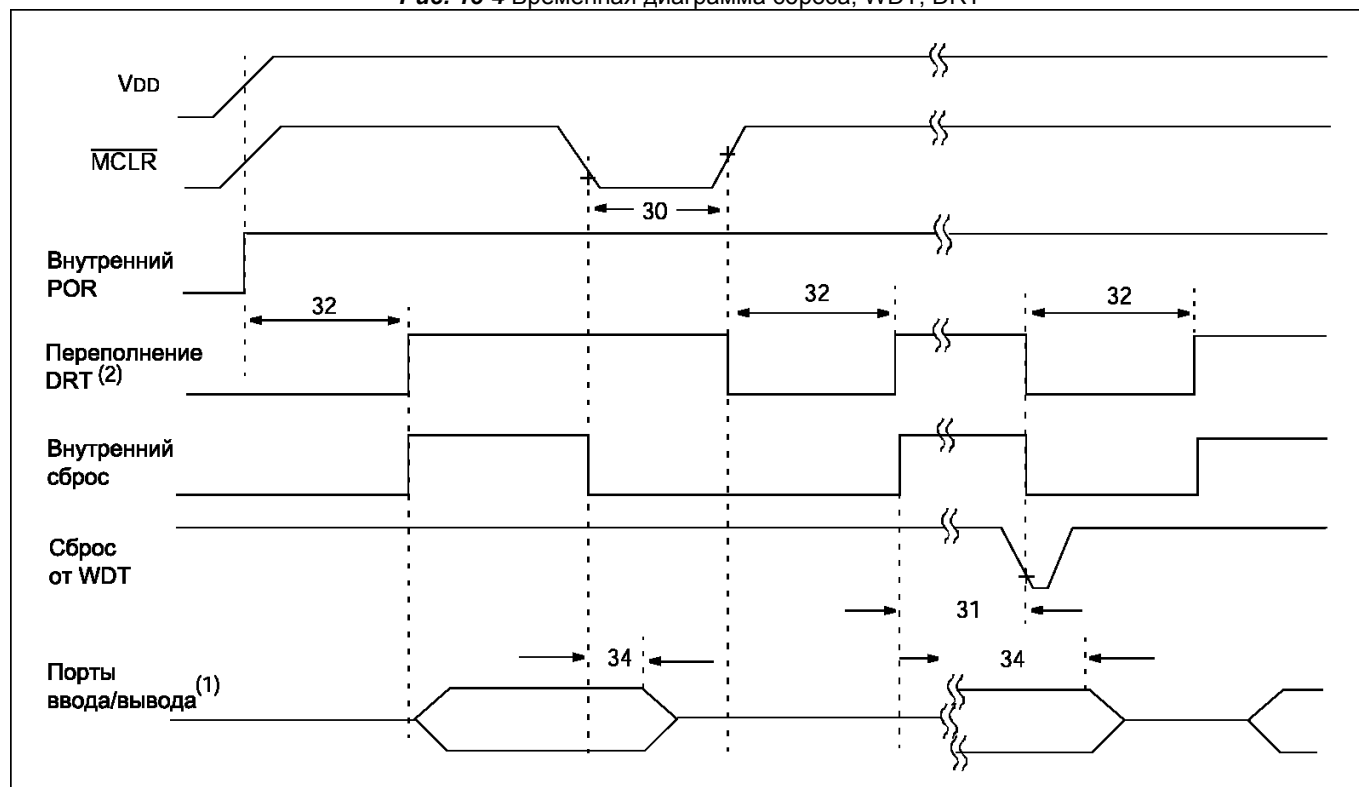 VDD
MCLR
30
Внутренний
POR
32
32
32
Переполнение
DRT (2)
Внутренний
сброс
Сброс
от WDT
31
34
34
Порты
ввода/вывода(1)